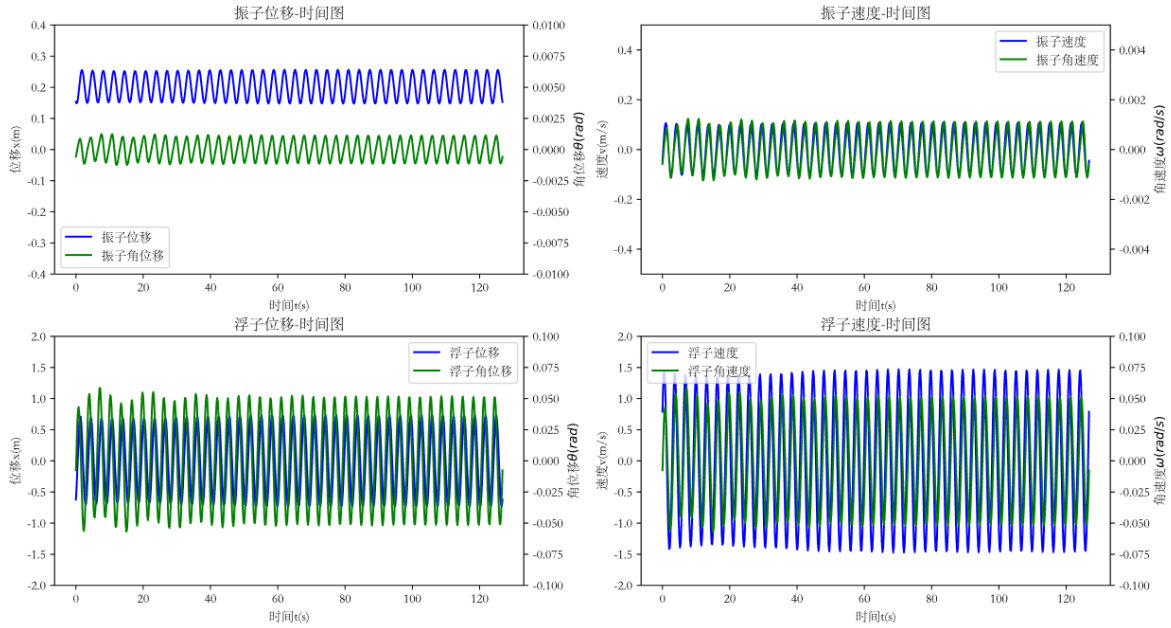 振子位移-时间图
0.4
0.3
0.2
0.1
0.0
-0.1
-0.2
-0.3
-0.4
位移x(m)
0.0100
0.0075
0.0050
0.0025
0.0000
-0.0025
-0.0050
-0.0075
-0.0100
角位移θ(rad)
振子位移
振子角位移
0 20 40 60 80 100 120
时间t(s)
振子速度-时间图
0.4
0.2
0.0
-0.2
-0.4
速度v(m/s)
0.004
0.002
0.000
-0.002
-0.004
角速度ω(rad/s)
振子速度
振子角速度
0 20 40 60 80 100 120
时间t(s)
浮子位移-时间图
2.0
1.5
1.0
0.5
0.0
-0.5
-1.0
-1.5
-2.0
位移x(m)
0.100
0.075
0.050
0.025
0.000
-0.025
-0.050
-0.075
-0.100
角位移θ(rad)
浮子位移
浮子角位移
0 20 40 60 80 100 120
时间t(s)
浮子速度-时间图
2.0
1.5
1.0
0.5
0.0
-0.5
-1.0
-1.5
-2.0
速度v(m/s)
0.100
0.075
0.050
0.025
0.000
-0.025
-0.050
-0.075
-0.100
角速度ω(rad/s)
浮子速度
浮子角速度
0 20 40 60 80 100 120
时间t(s)